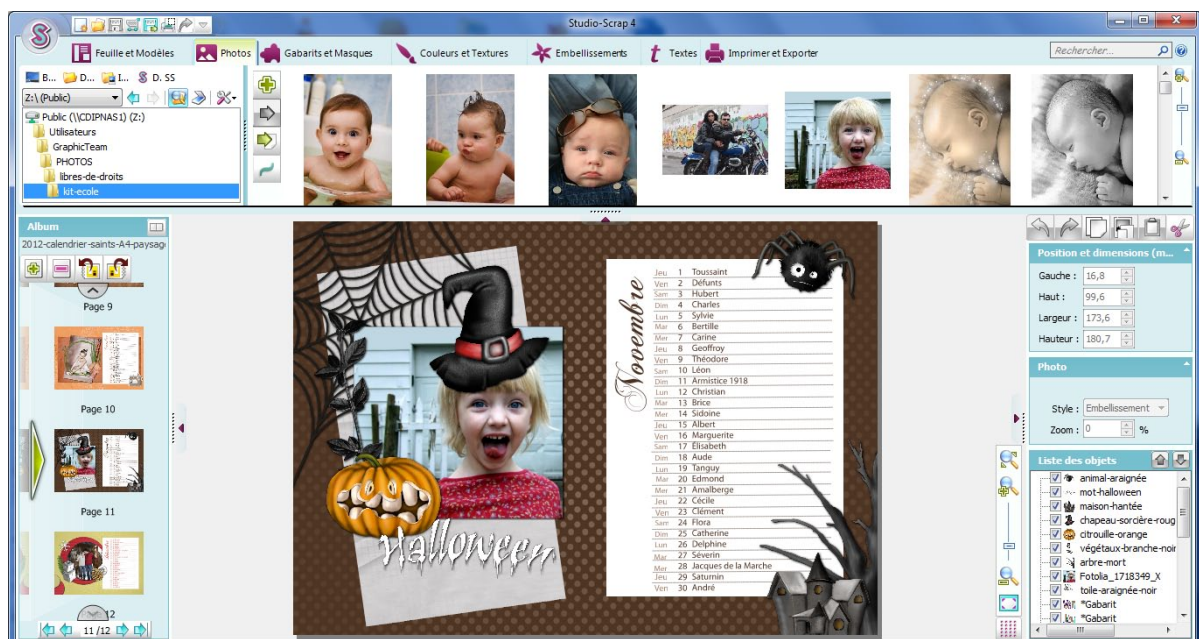 Studio-Scrap 4
Feuille et Modèles
Photos
Gabarits et Masques
Couleurs et Textures
Embellissements
Textes
Imprimer et Exporter
Rechercher...
B... D... I... D. SS
Z:\ (Public)
Public (\\CDIPNAS1) (Z:)
Utilisateurs
GraphicTeam
PHOTOS
libres-de-droits
kit-ecole
Album
2012-calendrier-saints-A4-paysage
Page 9
Page 10
Page 11
12
11 /12
Halloween
Novembre
Jeu 1 Toussaint
Ven 2 Défunts
Sam 3 Hubert
Dim 4 Charles
Lun 5 Sylvie
Mar 6 Bertille
Mer 7 Carine
Jeu 8 Geoffroy
Ven 9 Théodore
Sam 10 Léon
Dim 11 Armistice 1918
Lun 12 Christian
Mar 13 Brice
Mer 14 Sidoine
Jeu 15 Albert
Ven 16 Marguerite
Sam 17 Elisabeth
Dim 18 Aude
Lun 19 Tanguy
Mar 20 Edmond
Mer 21 Amalberge
Jeu 22 Cécile
Ven 23 Clément
Sam 24 Flora
Dim 25 Catherine
Lun 26 Delphine
Mar 27 Séverin
Mer 28 Jacques de la Marche
Jeu 29 Saturnin
Ven 30 André
Position et dimensions (m...
Gauche : 16,8
Haut : 99,6
Largeur : 173,6
Hauteur : 180,7
Photo
Style : Embellissement
Zoom : 0 %
Liste des objets
animal-araignée
mot-halloween
maison-hantée
chapeau-sorcière-roug
citrouille-orange
végétaux-branche-noir
arbre-mort
Fotolia_1718349_X
toile-araignée-noir
*Gabarit
*Gabarit